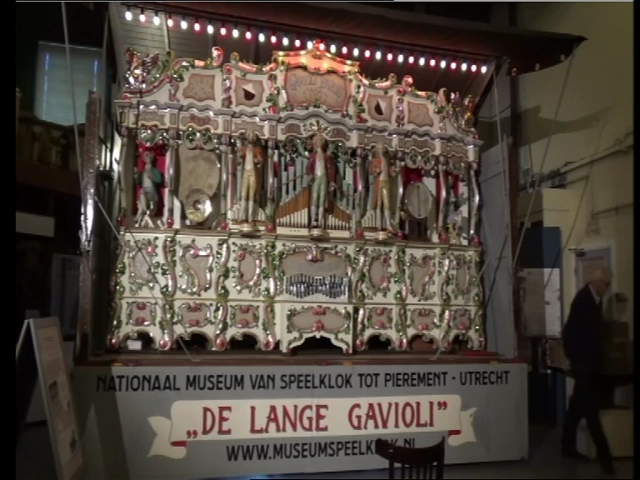 NATIONAAL MUSEUM VAN SPEELKLOK TOT PIEREMENT · UTRECHT
„DE LANGE GAVIOLI”
WWW.MUSEUMSPEELKLOK.NL